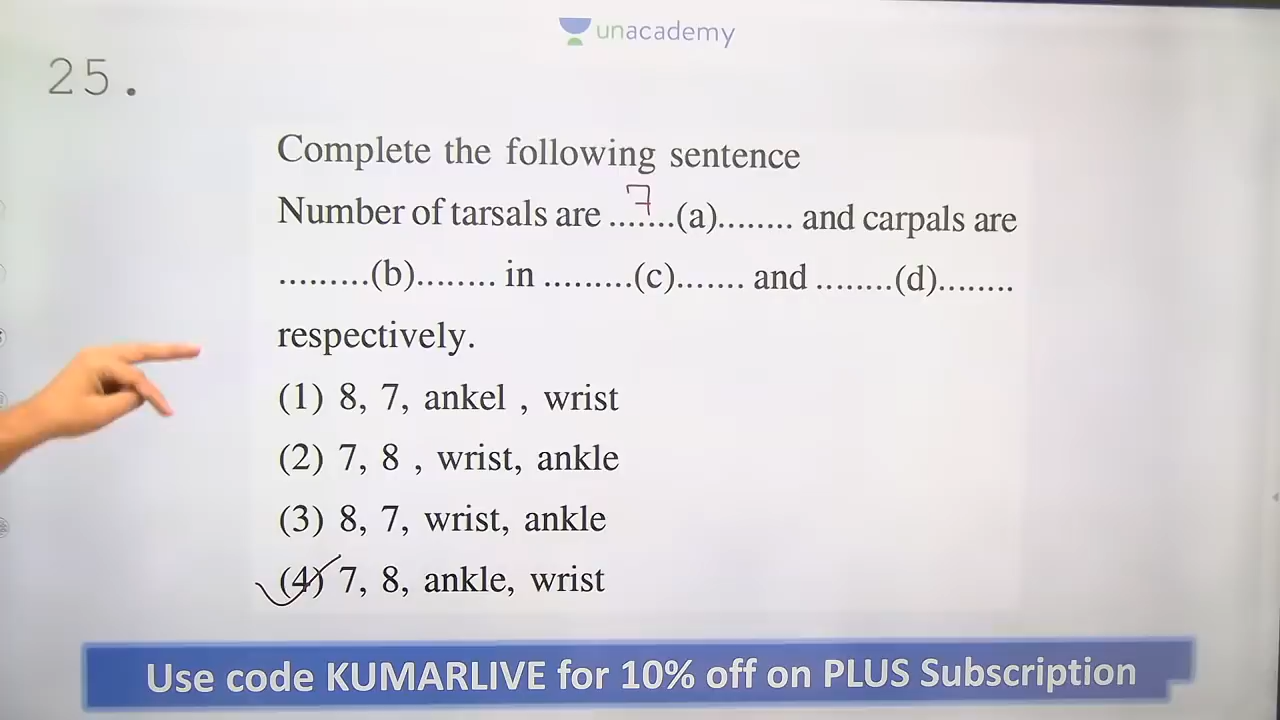 unacademy
25.
Complete the following sentence
7
Number of tarsals are .......(a)........ and carpals are
.........(b)........ in .........(c)....... and ........(d)........
respectively.
(1) 8, 7, ankel , wrist
(2) 7, 8 , wrist, ankle
(3) 8, 7, wrist, ankle
(4) 7, 8, ankle, wrist
Use code KUMARLIVE for 10% off on PLUS Subscription